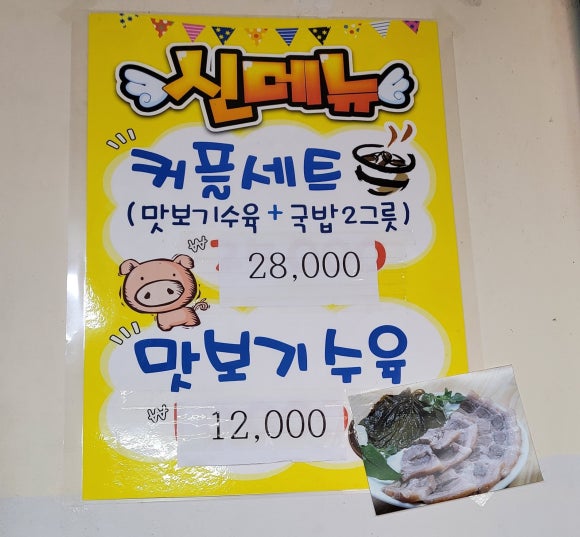 신메뉴
커플세트
(맛보기수육+국밥2그릇)
₩ 28,000
맛보기수육
₩ 12,000